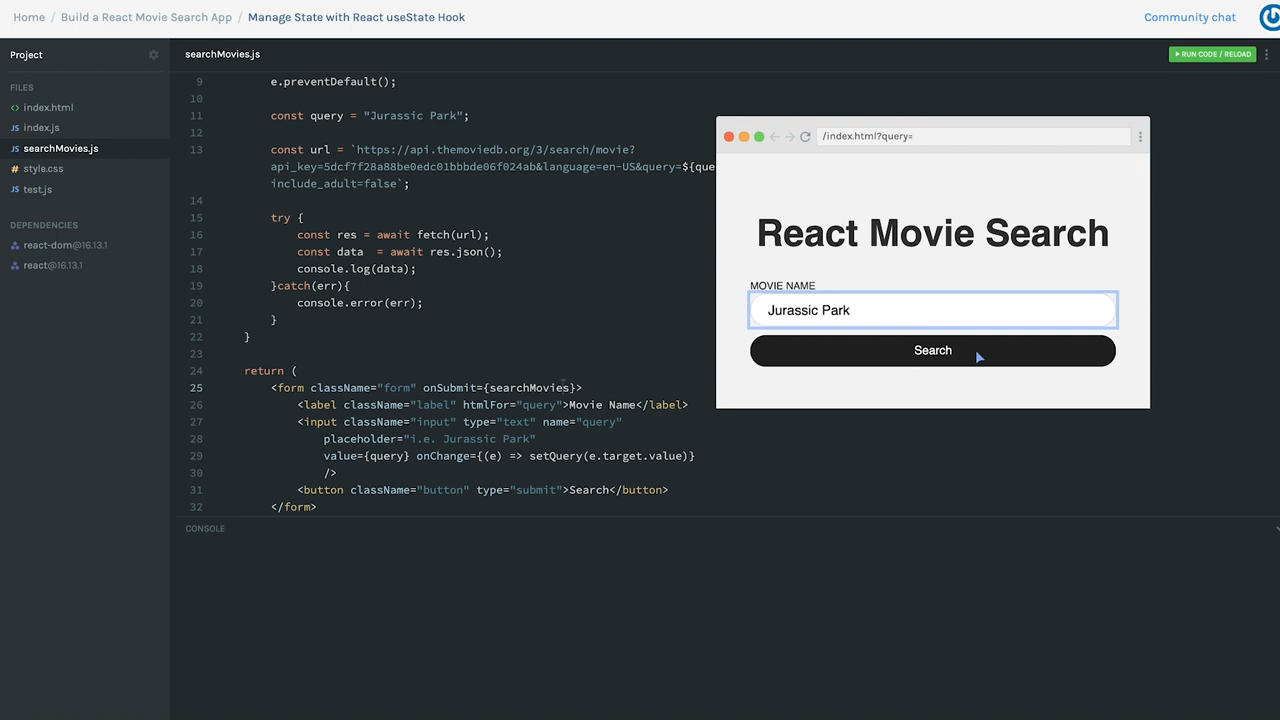 Home / Build a React Movie Search App / Manage State with React useState Hook
Community chat
Project
searchMovies.js
RUN CODE / RELOAD
FILES
index.html
index.js
searchMovies.js
style.css
test.js
DEPENDENCIES
react-dom@16.13.1
react@16.13.1
9 e.preventDefault();
10
11 const query = "Jurassic Park";
12
13 const url = `https://api.themoviedb.org/3/search/movie?
api_key=5dcf7f28a88be0edc01bbbde06f024ab&language=en-US&query=${que
include_adult=false`;
14
15 try {
16 const res = await fetch(url);
17 const data = await res.json();
18 console.log(data);
19 }catch(err){
20 console.error(err);
21 }
22 }
23
24 return (
25 <form className="form" onSubmit={searchMovies}>
26 <label className="label" htmlFor="query">Movie Name</label>
27 <input className="input" type="text" name="query"
28 placeholder="i.e. Jurassic Park"
29 value={query} onChange={(e) => setQuery(e.target.value)}
30 />
31 <button className="button" type="submit">Search</button>
32 </form>
/index.html?query=
React Movie Search
MOVIE NAME
Jurassic Park
Search
CONSOLE